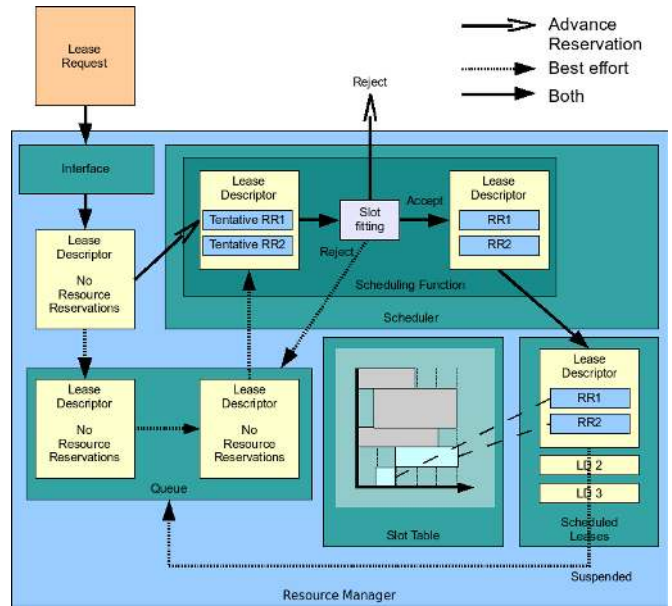 Lease
Request
Advance
Reservation
Best effort
Both
Reject
Interface
Lease
Descriptor
No
Resource
Reservations
Lease
Descriptor
Tentative RR1
Tentative RR2
Slot
fitting
Accept
Reject
Lease
Descriptor
RR1
RR2
Scheduling Function
Scheduler
Lease
Descriptor
No
Resource
Reservations
Lease
Descriptor
No
Resource
Reservations
Queue
Slot Table
Lease
Descriptor
RR1
RR2
LD 2
LD 3
Scheduled
Leases
Suspended
Resource Manager